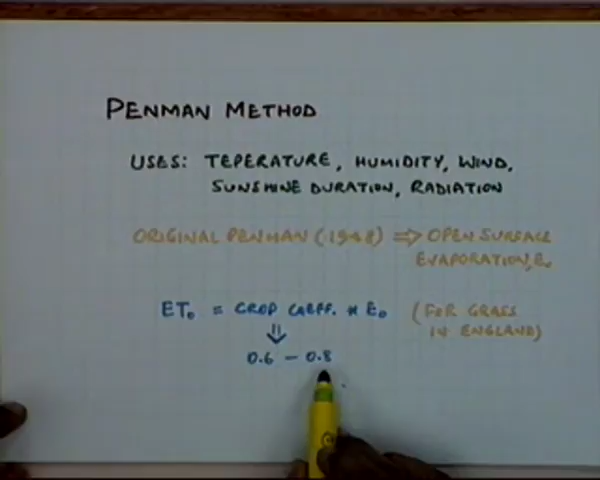 PENMAN METHOD
USES: TEPERATURE, HUMIDITY, WIND,
SUNSHINE DURATION, RADIATION
ORIGINAL PENMAN (1948) ⇒ OPEN SURFACE
EVAPORATION, E₀
ET₀ = CROP COEFF. * E₀ (FOR GRASS
IN ENGLAND)
⇓
0.6 - 0.8